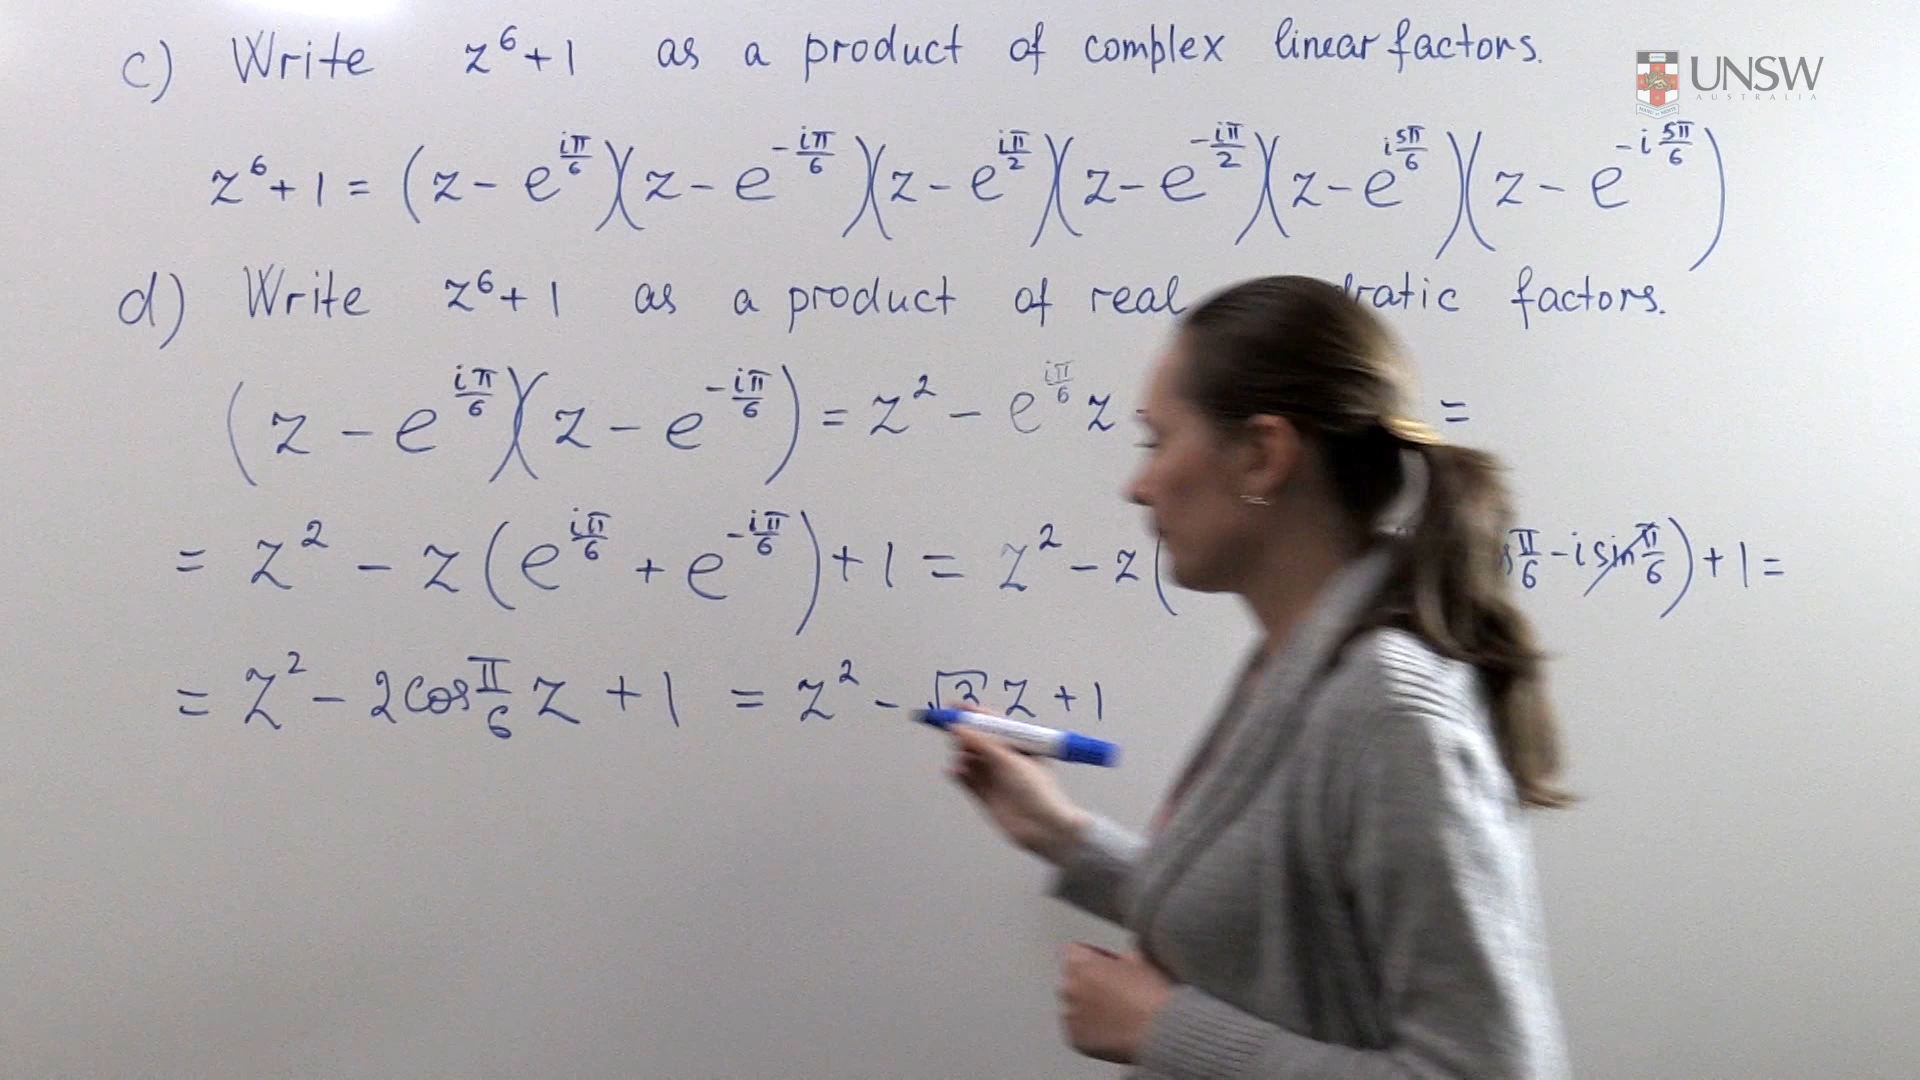 c) Write z⁶+1 as a product of complex linear factors.
UNSW
AUSTRALIA
z⁶+1 = (z - e^(iπ/6))(z - e^(-iπ/6))(z - e^(iπ/2))(z - e^(-iπ/2))(z - e^(i5π/6))(z - e^(-i5π/6))
d) Write z⁶+1 as a product of real factors.
(z - e^(iπ/6))(z - e^(-iπ/6)) = z² - e^(iπ/6) z =
= z² - z(e^(iπ/6) + e^(-iπ/6)) + 1 = z² - z( π/6 - i sin π/6) + 1 =
= z² - 2cos π/6 z + 1 = z² - √3 z + 1